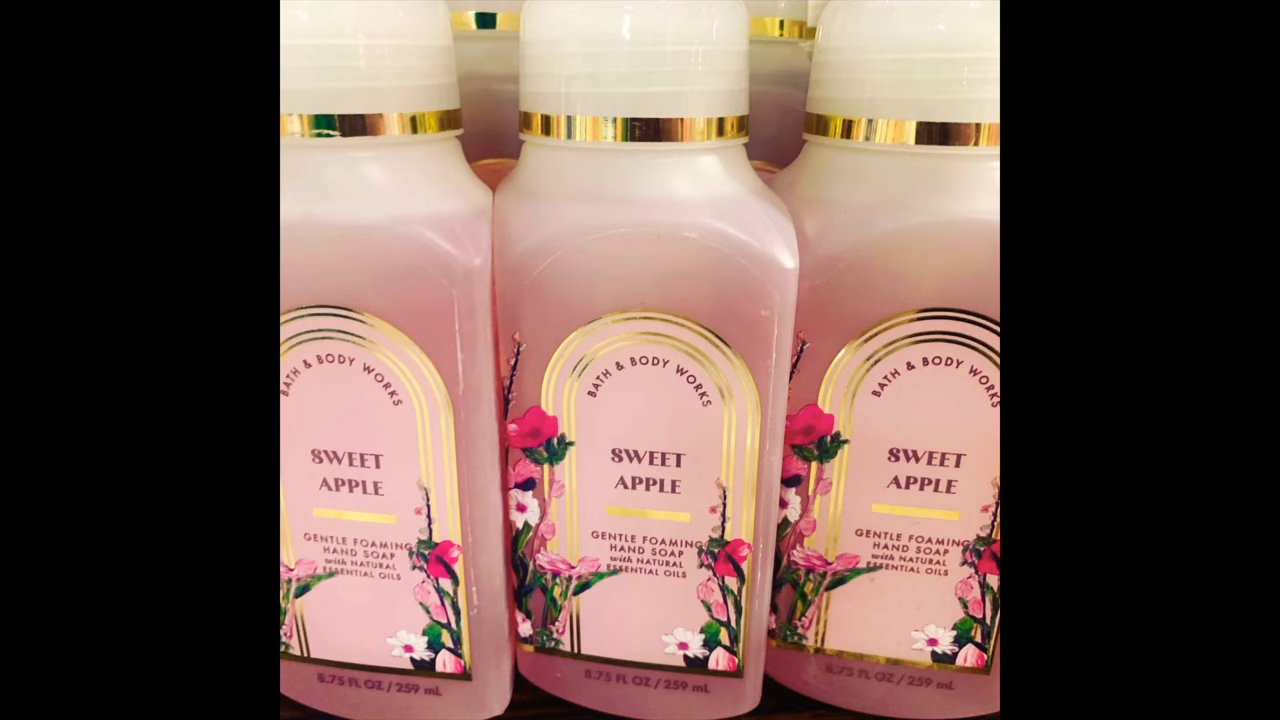 BATH & BODY WORKS
SWEET
APPLE
GENTLE FOAMING
HAND SOAP
with NATURAL
ESSENTIAL OILS
8.75 FL OZ / 259 mL
BATH & BODY WORKS
SWEET
APPLE
GENTLE FOAMING
HAND SOAP
with NATURAL
ESSENTIAL OILS
8.75 FL OZ / 259 mL
BATH & BODY WORKS
SWEET
APPLE
GENTLE FOAMING
HAND SOAP
with NATURAL
ESSENTIAL OILS
8.75 FL OZ / 259 mL